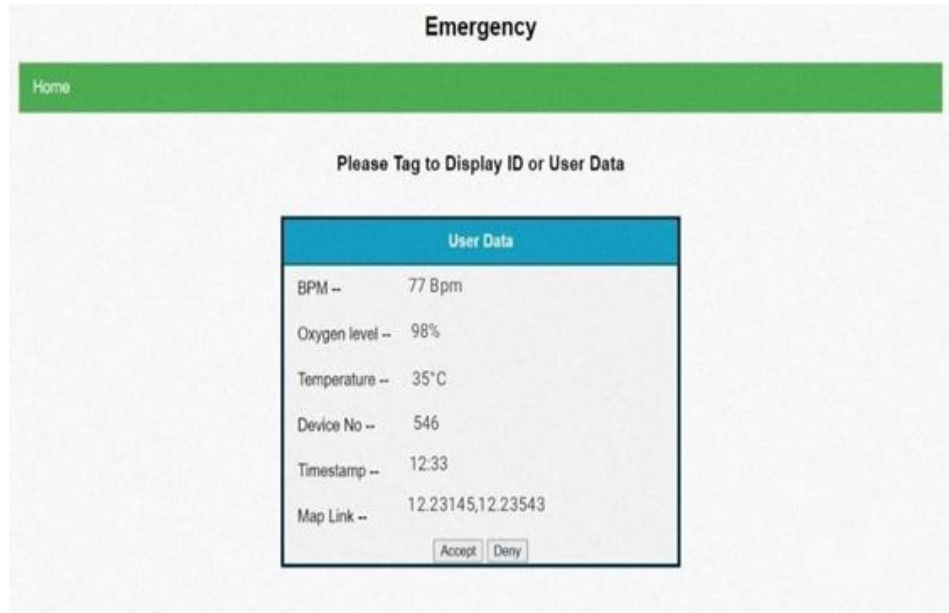 Emergency
Home
Please Tag to Display ID or User Data
User Data
BPM -- 77 Bpm
Oxygen level -- 98%
Temperature -- 35°C
Device No -- 546
Timestamp -- 12:33
Map Link -- 12.23145,12.23543
Accept Deny